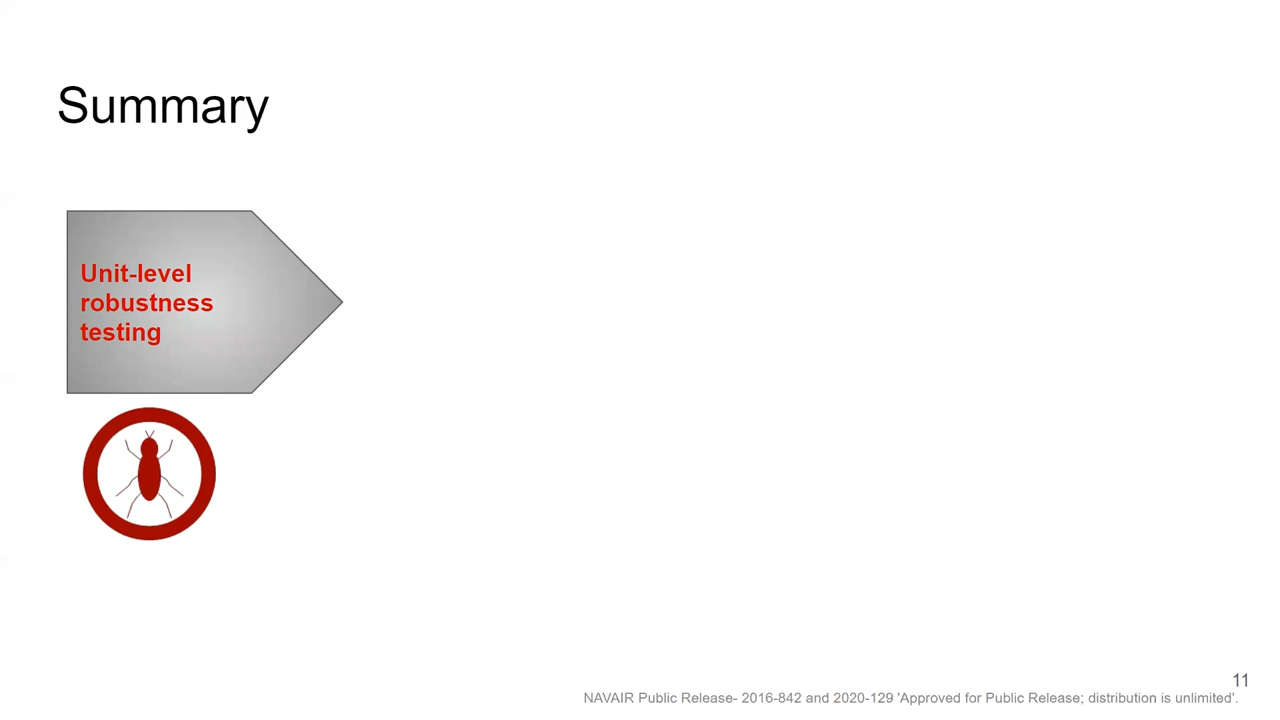 Summary
Unit-level
robustness
testing
11
NAVAIR Public Release- 2016-842 and 2020-129 'Approved for Public Release; distribution is unlimited'.